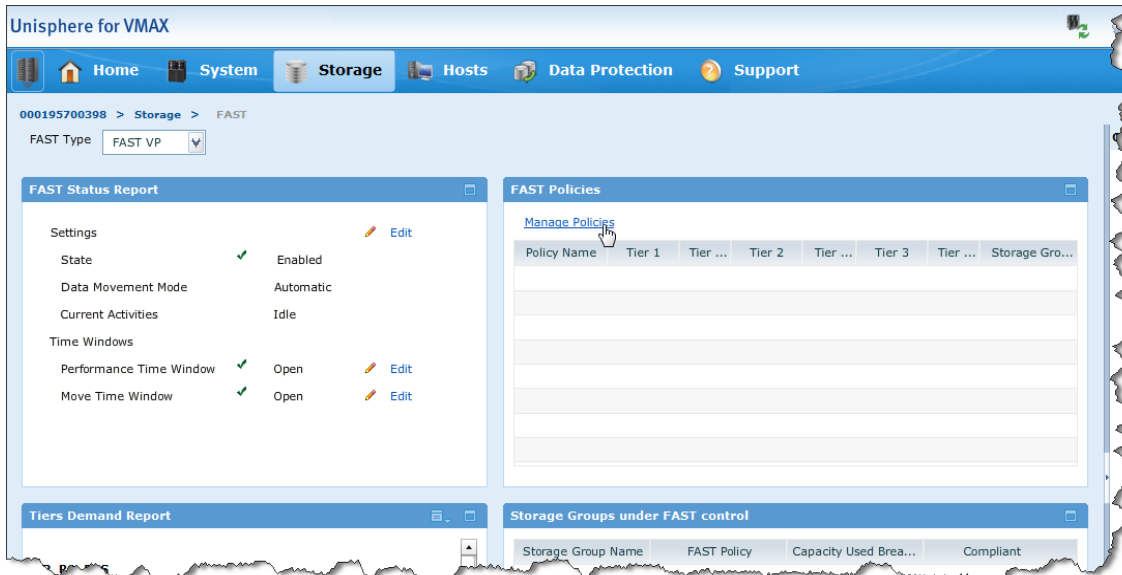 Unisphere for VMAX
Home System Storage Hosts Data Protection Support
000195700398 > Storage > FAST
FAST Type FAST VP
FAST Status Report
Settings Edit
State Enabled
Data Movement Mode Automatic
Current Activities Idle
Time Windows
Performance Time Window Open Edit
Move Time Window Open Edit
FAST Policies
Manage Policies
Policy Name Tier 1 Tier ... Tier 2 Tier ... Tier 3 Tier ... Storage Gro...
Tiers Demand Report
Storage Groups under FAST control
Storage Group Name FAST Policy Capacity Used Brea... Compliant